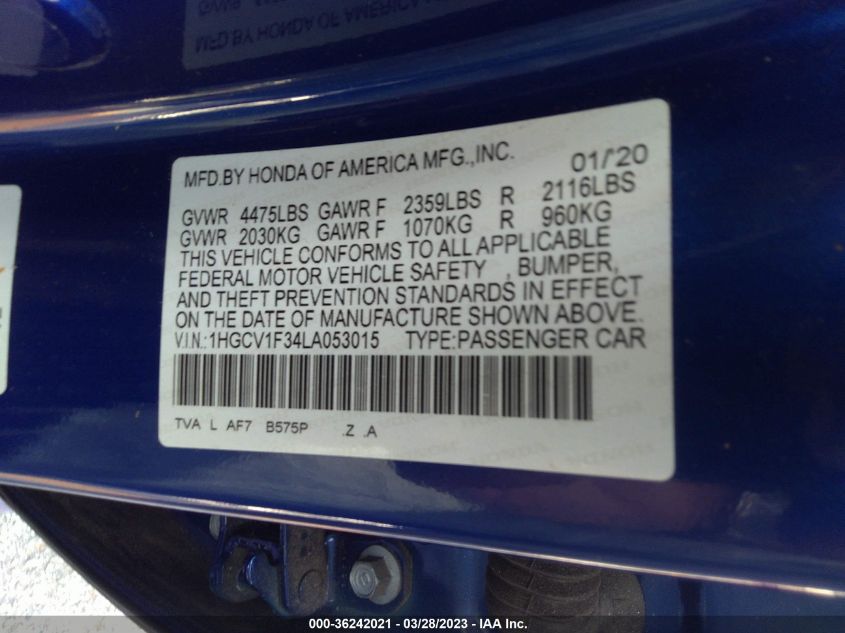 MFD.BY HONDA OF AMERICA MFG.,INC. 01/'20
GVWR 4475LBS GAWR F 2359LBS R 2116LBS
GVWR 2030KG GAWR F 1070KG R 960KG
THIS VEHICLE CONFORMS TO ALL APPLICABLE
FEDERAL MOTOR VEHICLE SAFETY , BUMPER,
AND THEFT PREVENTION STANDARDS IN EFFECT
ON THE DATE OF MANUFACTURE SHOWN ABOVE.
V.I.N.:1HGCV1F34LA053015 TYPE:PASSENGER CAR
TVA L AF7 B575P .Z .A
000-36242021 - 03/28/2023 - IAA Inc.